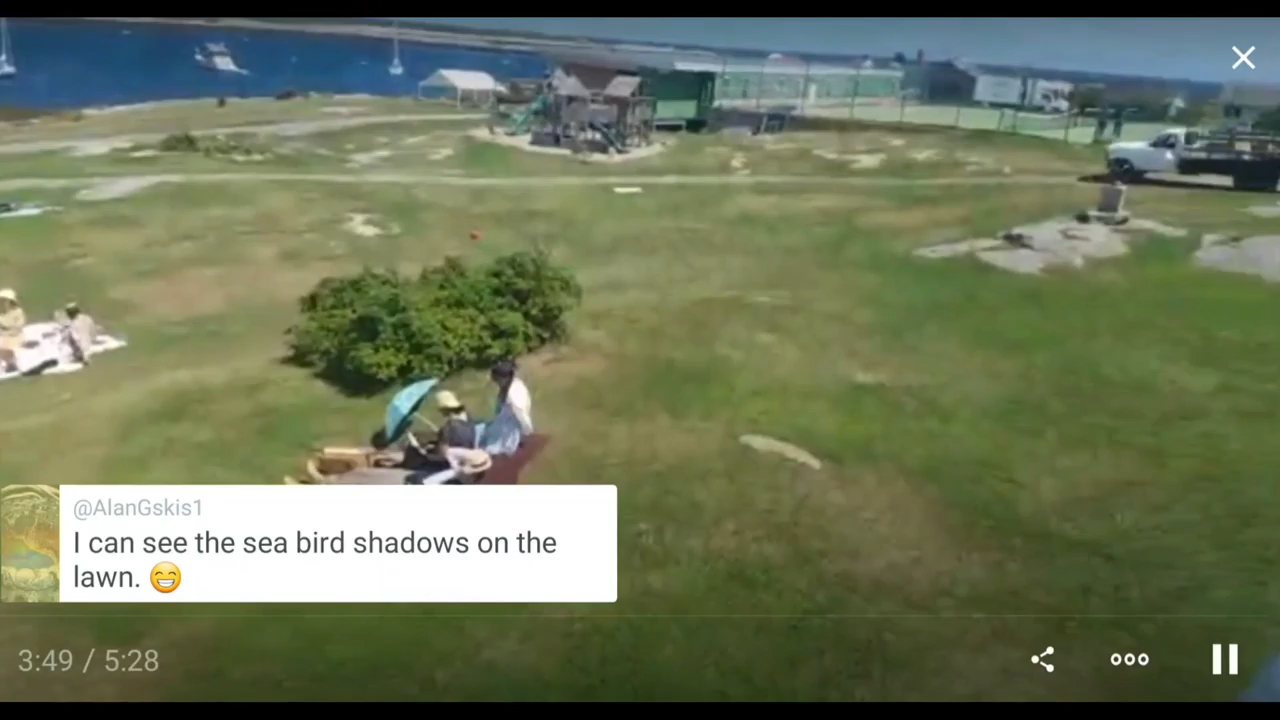 @AlanGskis1
I can see the sea bird shadows on the
lawn. 😁
3:49 / 5:28